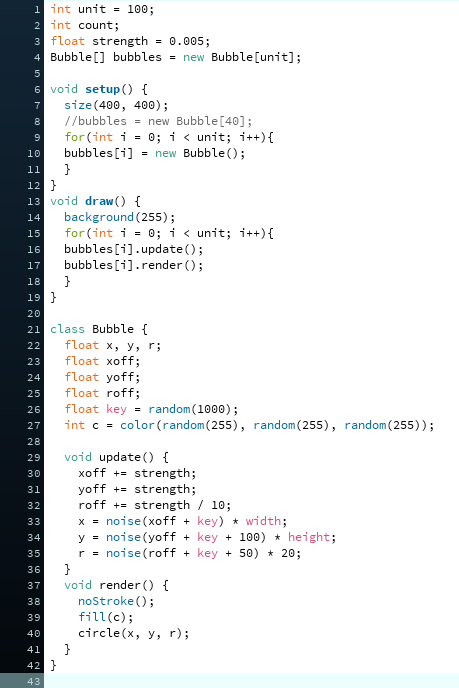 1 int unit = 100;
2 int count;
3 float strength = 0.005;
4 Bubble[] bubbles = new Bubble[unit];
5
6 void setup() {
7   size(400, 400);
8   //bubbles = new Bubble[40];
9   for(int i = 0; i < unit; i++){
10   bubbles[i] = new Bubble();
11   }
12 }
13 void draw() {
14   background(255);
15   for(int i = 0; i < unit; i++){
16   bubbles[i].update();
17   bubbles[i].render();
18   }
19 }
20
21 class Bubble {
22   float x, y, r;
23   float xoff;
24   float yoff;
25   float roff;
26   float key = random(1000);
27   int c = color(random(255), random(255), random(255));
28
29   void update() {
30     xoff += strength;
31     yoff += strength;
32     roff += strength / 10;
33     x = noise(xoff + key) * width;
34     y = noise(yoff + key + 100) * height;
35     r = noise(roff + key + 50) * 20;
36   }
37   void render() {
38     noStroke();
39     fill(c);
40     circle(x, y, r);
41   }
42 }
43